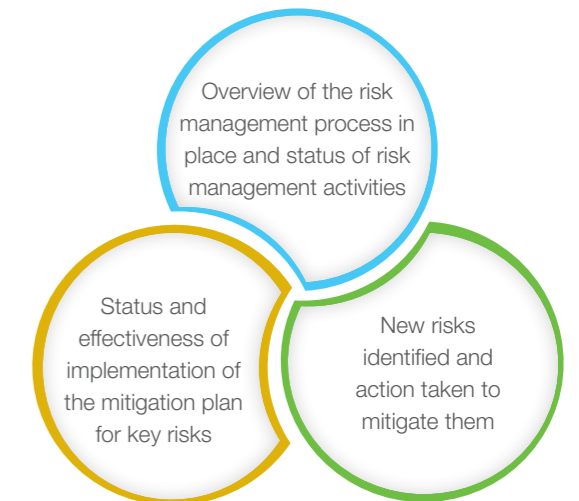 Overview of the risk
management process in
place and status of risk
management activities
Status and
effectiveness of
implementation of
the mitigation plan
for key risks
New risks
identified and
action taken to
mitigate them